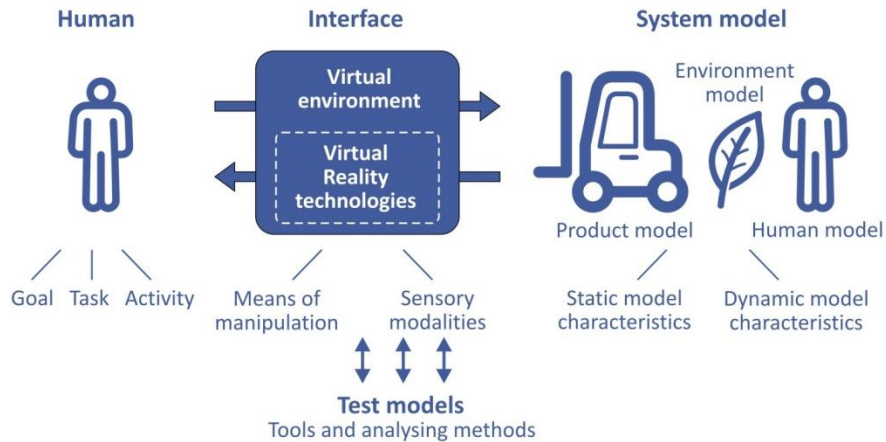 Human
Interface
System model
Virtual
environment
Virtual
Reality
technologies
Environment
model
Product model
Human model
Goal
Task
Activity
Means of
manipulation
Sensory
modalities
Static model
characteristics
Dynamic model
characteristics
Test models
Tools and analysing methods